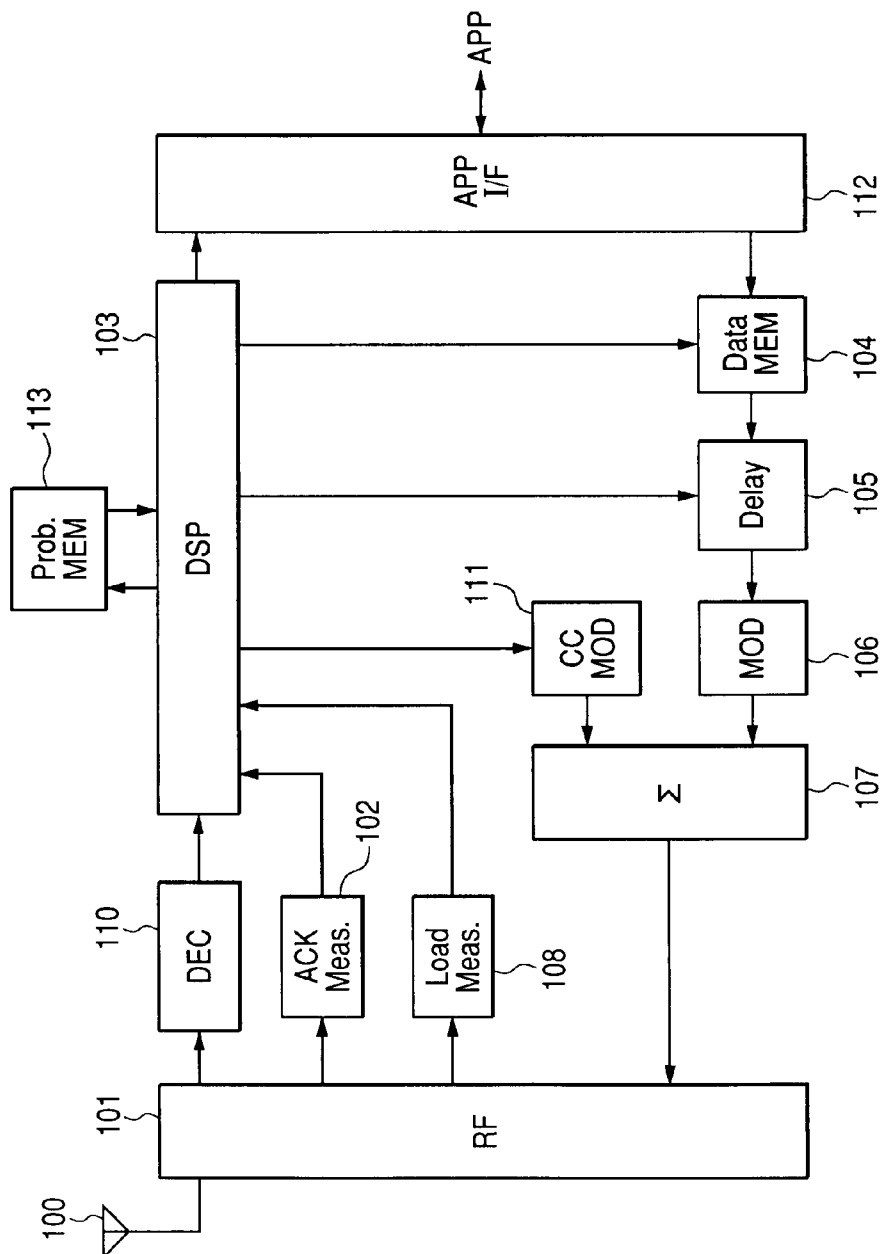 100
101
RF
110
DEC
ACK
Meas.
102
Load
Meas.
108
113
Prob.
MEM
103
DSP
111
CC
MOD
Σ
107
MOD
106
Delay
105
Data
MEM
104
APP
I/F
112
APP